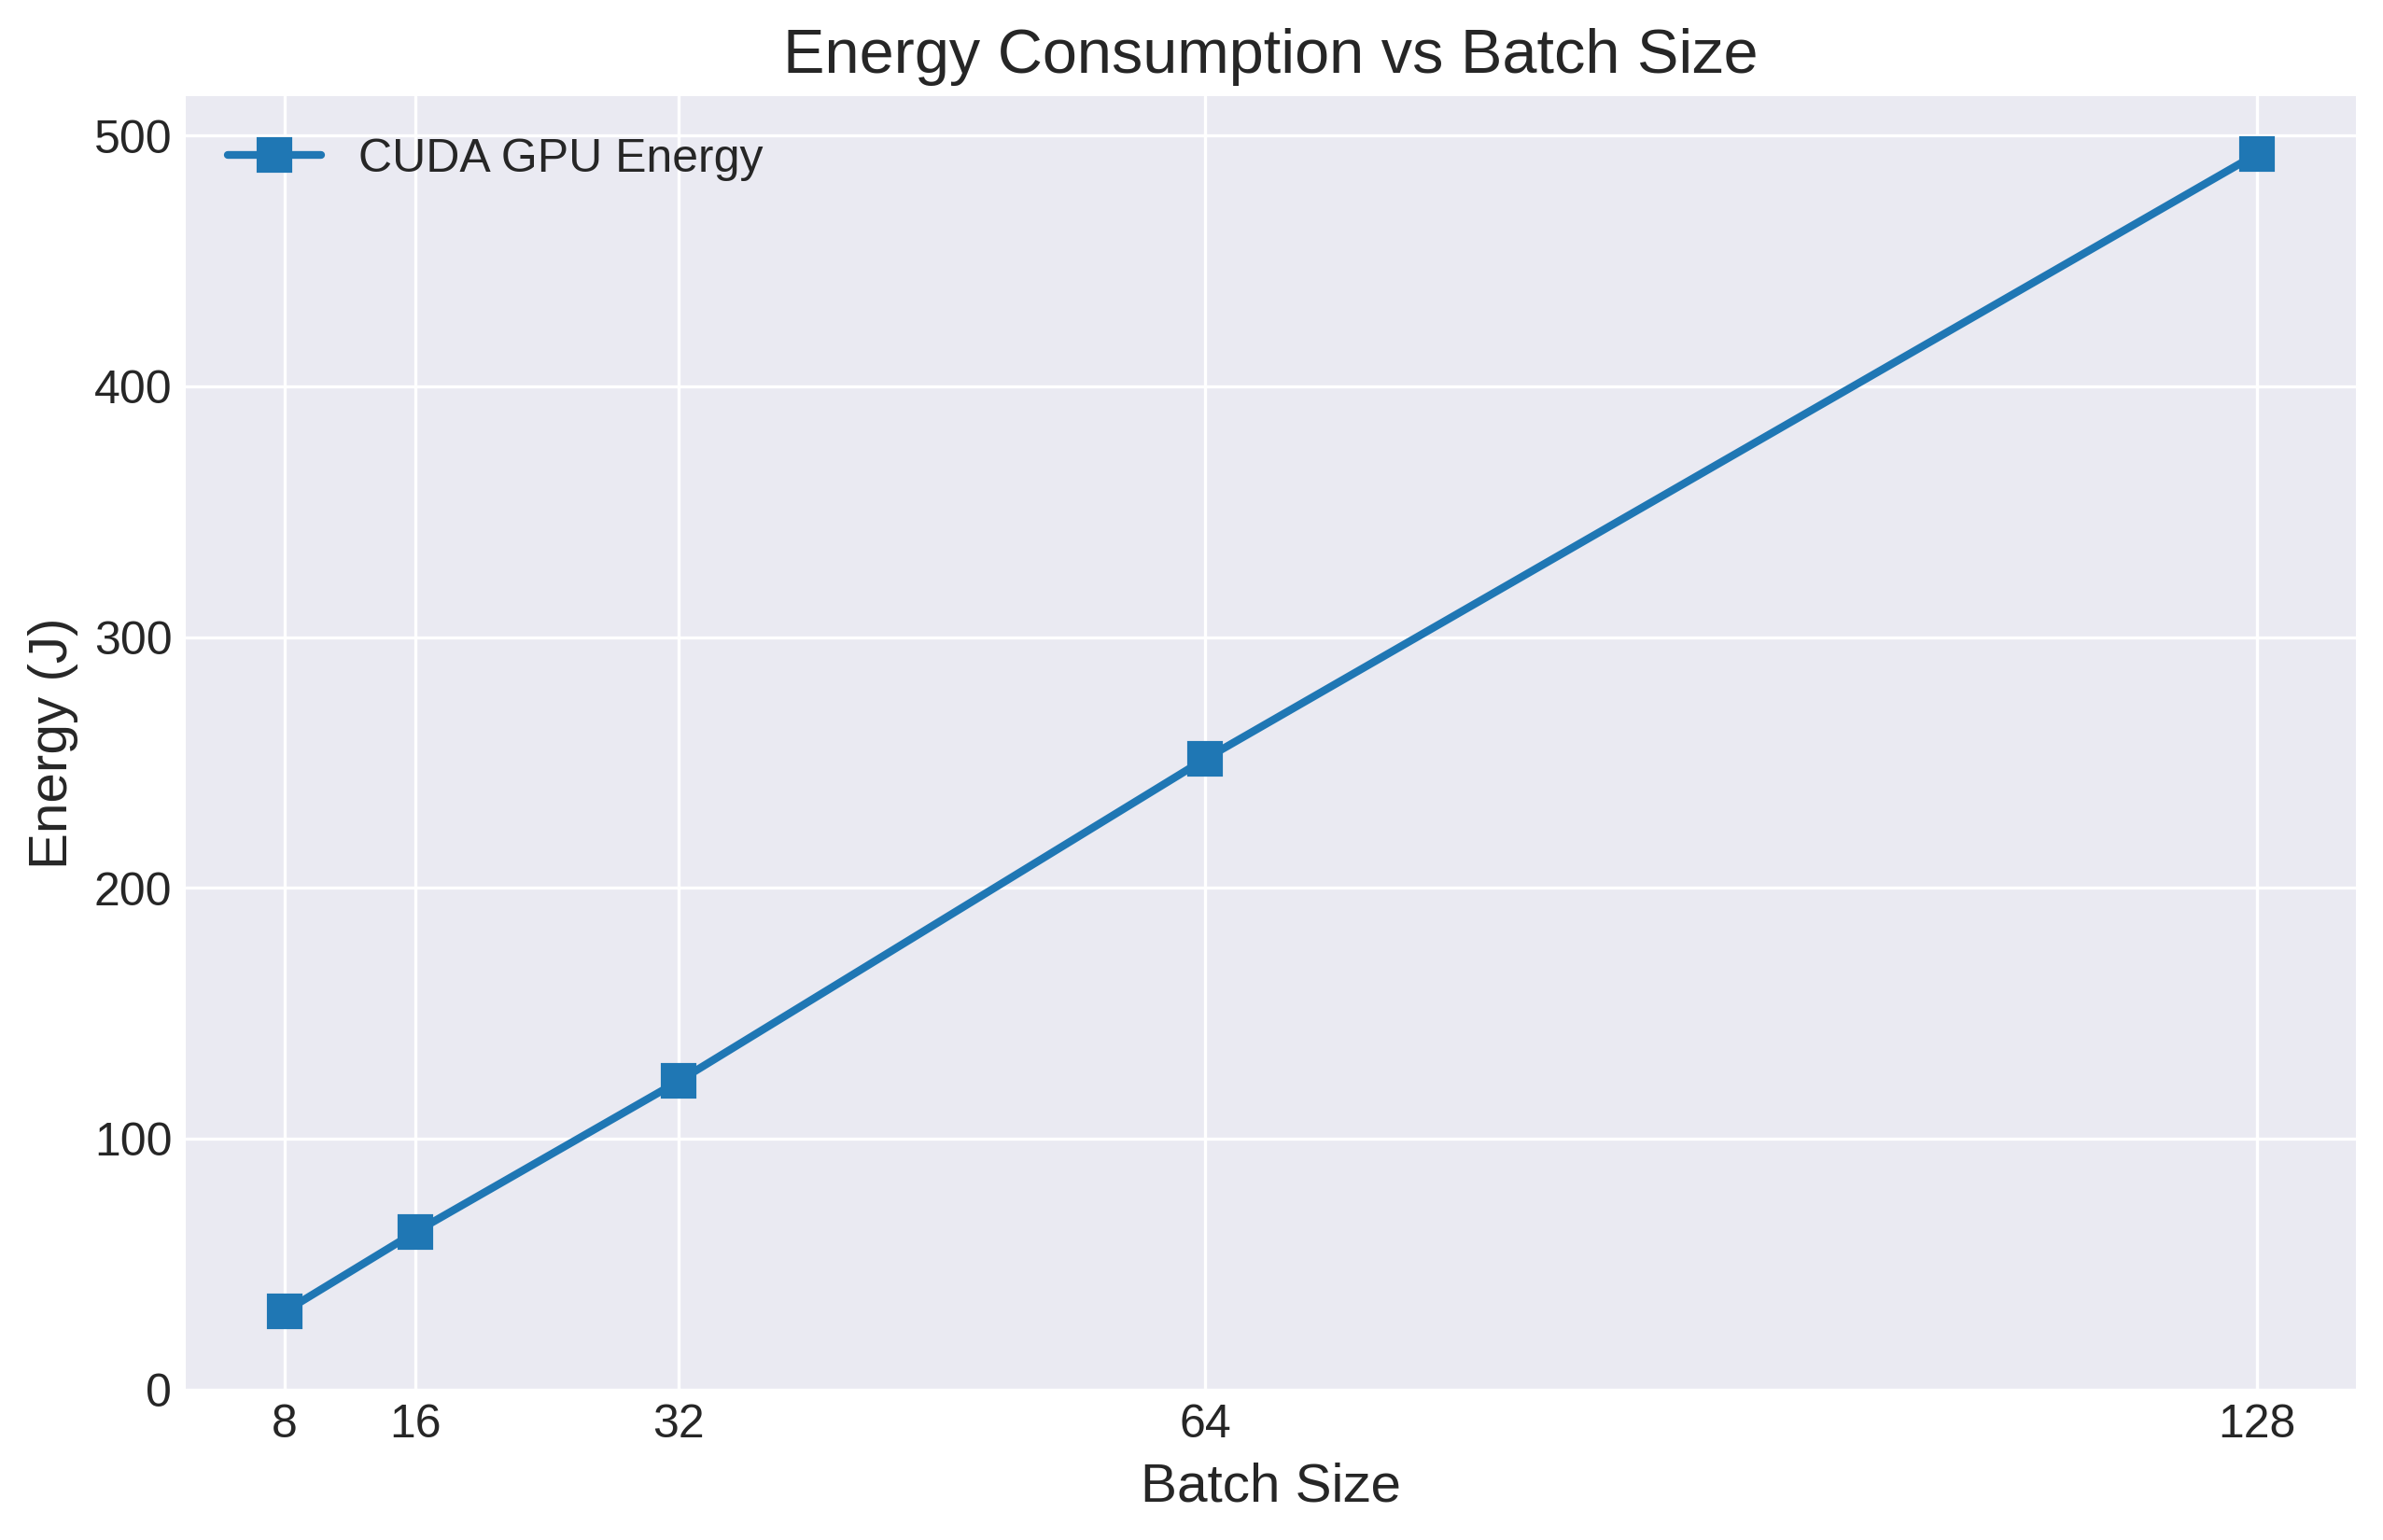 Energy Consumption vs Batch Size
CUDA GPU Energy
500
400
300
200
100
0
Energy (J)
8 16 32 64 128
Batch Size